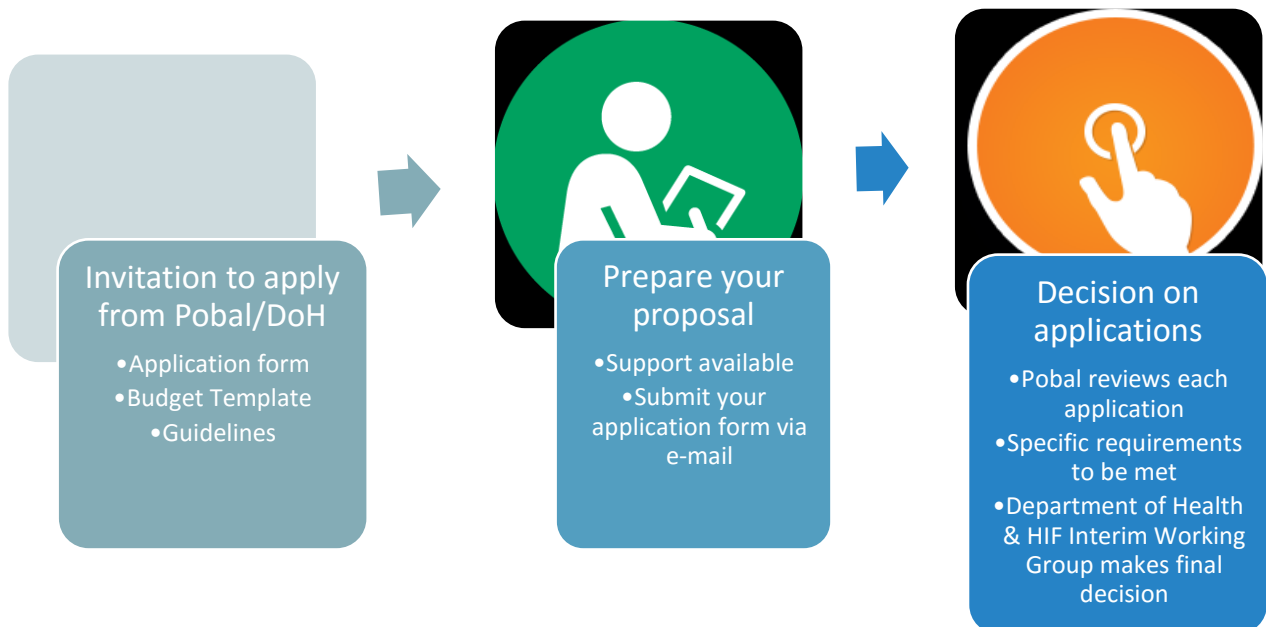 Invitation to apply
from Pobal/DoH
•Application form
•Budget Template
•Guidelines
Prepare your
proposal
•Support available
•Submit your
application form via
e-mail
Decision on
applications
•Pobal reviews each
application
•Specific requirements
to be met
•Department of Health
& HIF Interim Working
Group makes final
decision